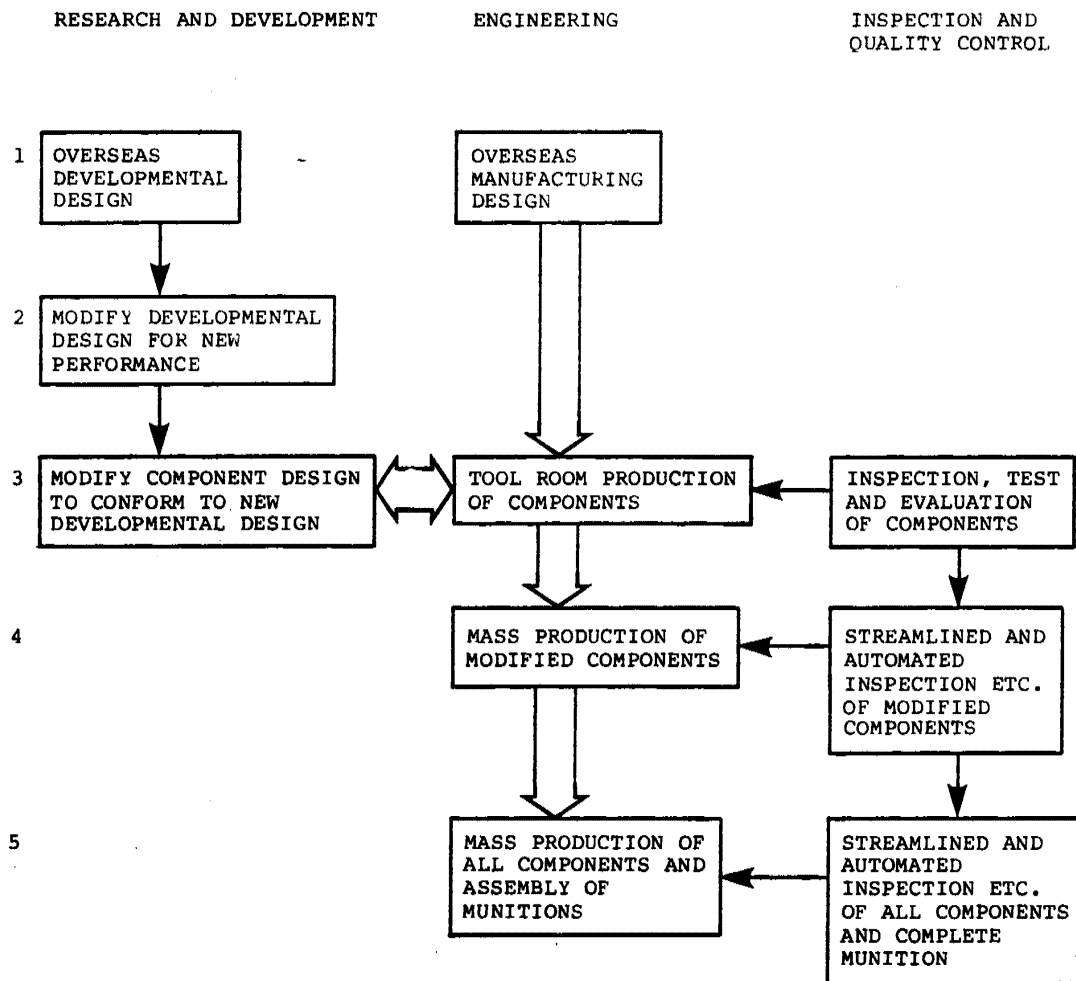 RESEARCH AND DEVELOPMENT
ENGINEERING
INSPECTION AND
QUALITY CONTROL
1
OVERSEAS
DEVELOPMENTAL
DESIGN
OVERSEAS
MANUFACTURING
DESIGN
2
MODIFY DEVELOPMENTAL
DESIGN FOR NEW
PERFORMANCE
3
MODIFY COMPONENT DESIGN
TO CONFORM TO NEW
DEVELOPMENTAL DESIGN
TOOL ROOM PRODUCTION
OF COMPONENTS
INSPECTION, TEST
AND EVALUATION
OF COMPONENTS
4
MASS PRODUCTION OF
MODIFIED COMPONENTS
STREAMLINED AND
AUTOMATED
INSPECTION ETC.
OF MODIFIED
COMPONENTS
5
MASS PRODUCTION OF
ALL COMPONENTS AND
ASSEMBLY OF
MUNITIONS
STREAMLINED AND
AUTOMATED
INSPECTION ETC.
OF ALL COMPONENTS
AND COMPLETE
MUNITION